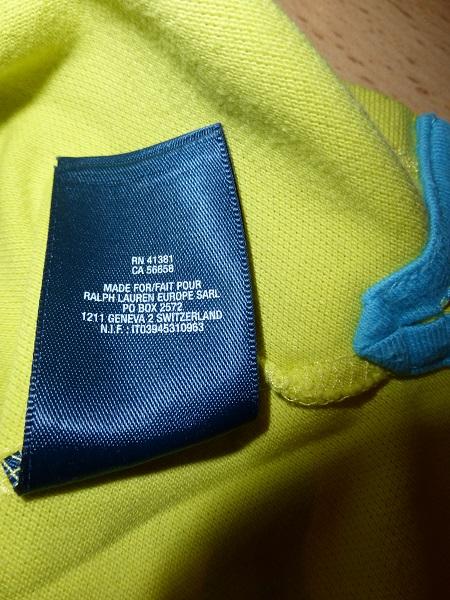 RN 41381
CA 56658
MADE FOR/FAIT POUR
RALPH LAUREN EUROPE SARL
PO BOX 2572
1211 GENEVA 2 SWITZERLAND
N.I.F. : IT03945310963